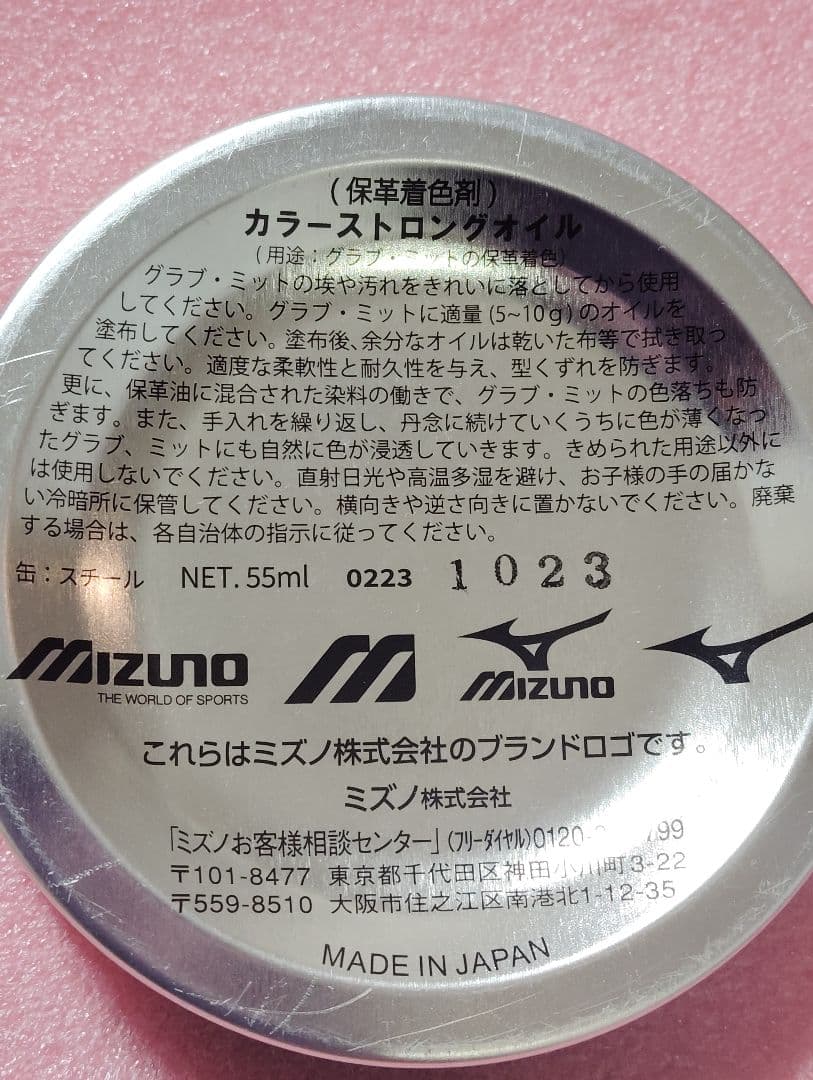 (保革着色剤)
カラーストロングオイル
(用途：グラブ・ミットの保革着色)
グラブ・ミットの埃や汚れをきれいに落としてから使用
してください。グラブ・ミットに適量(5~10g)のオイルを
塗布してください。塗布後、余分なオイルは乾いた布等で拭き取っ
てください。適度な柔軟性と耐久性を与え、型くずれを防ぎます。
更に、保革油に混合された染料の働きで、グラブ・ミットの色落ちも防
ぎます。また、手入れを繰り返し、丹念に続けていくうちに色が薄くなっ
たグラブ、ミットにも自然に色が浸透していきます。きめられた用途以外に
は使用しないでください。直射日光や高温多湿を避け、お子様の手の届かな
い冷暗所に保管してください。横向きや逆さ向きに置かないでください。廃棄
する場合は、各自治体の指示に従ってください。
缶：スチール NET. 55ml 0223 1023
MIZUNO M MIZUNO
THE WORLD OF SPORTS
これらはミズノ株式会社のブランドロゴです。
ミズノ株式会社
「ミズノお客様相談センター」(フリーダイヤル)0120-
〒101-8477 東京都千代田区神田小川町3-22
〒559-8510 大阪市住之江区南港北1-12-35
MADE IN JAPAN